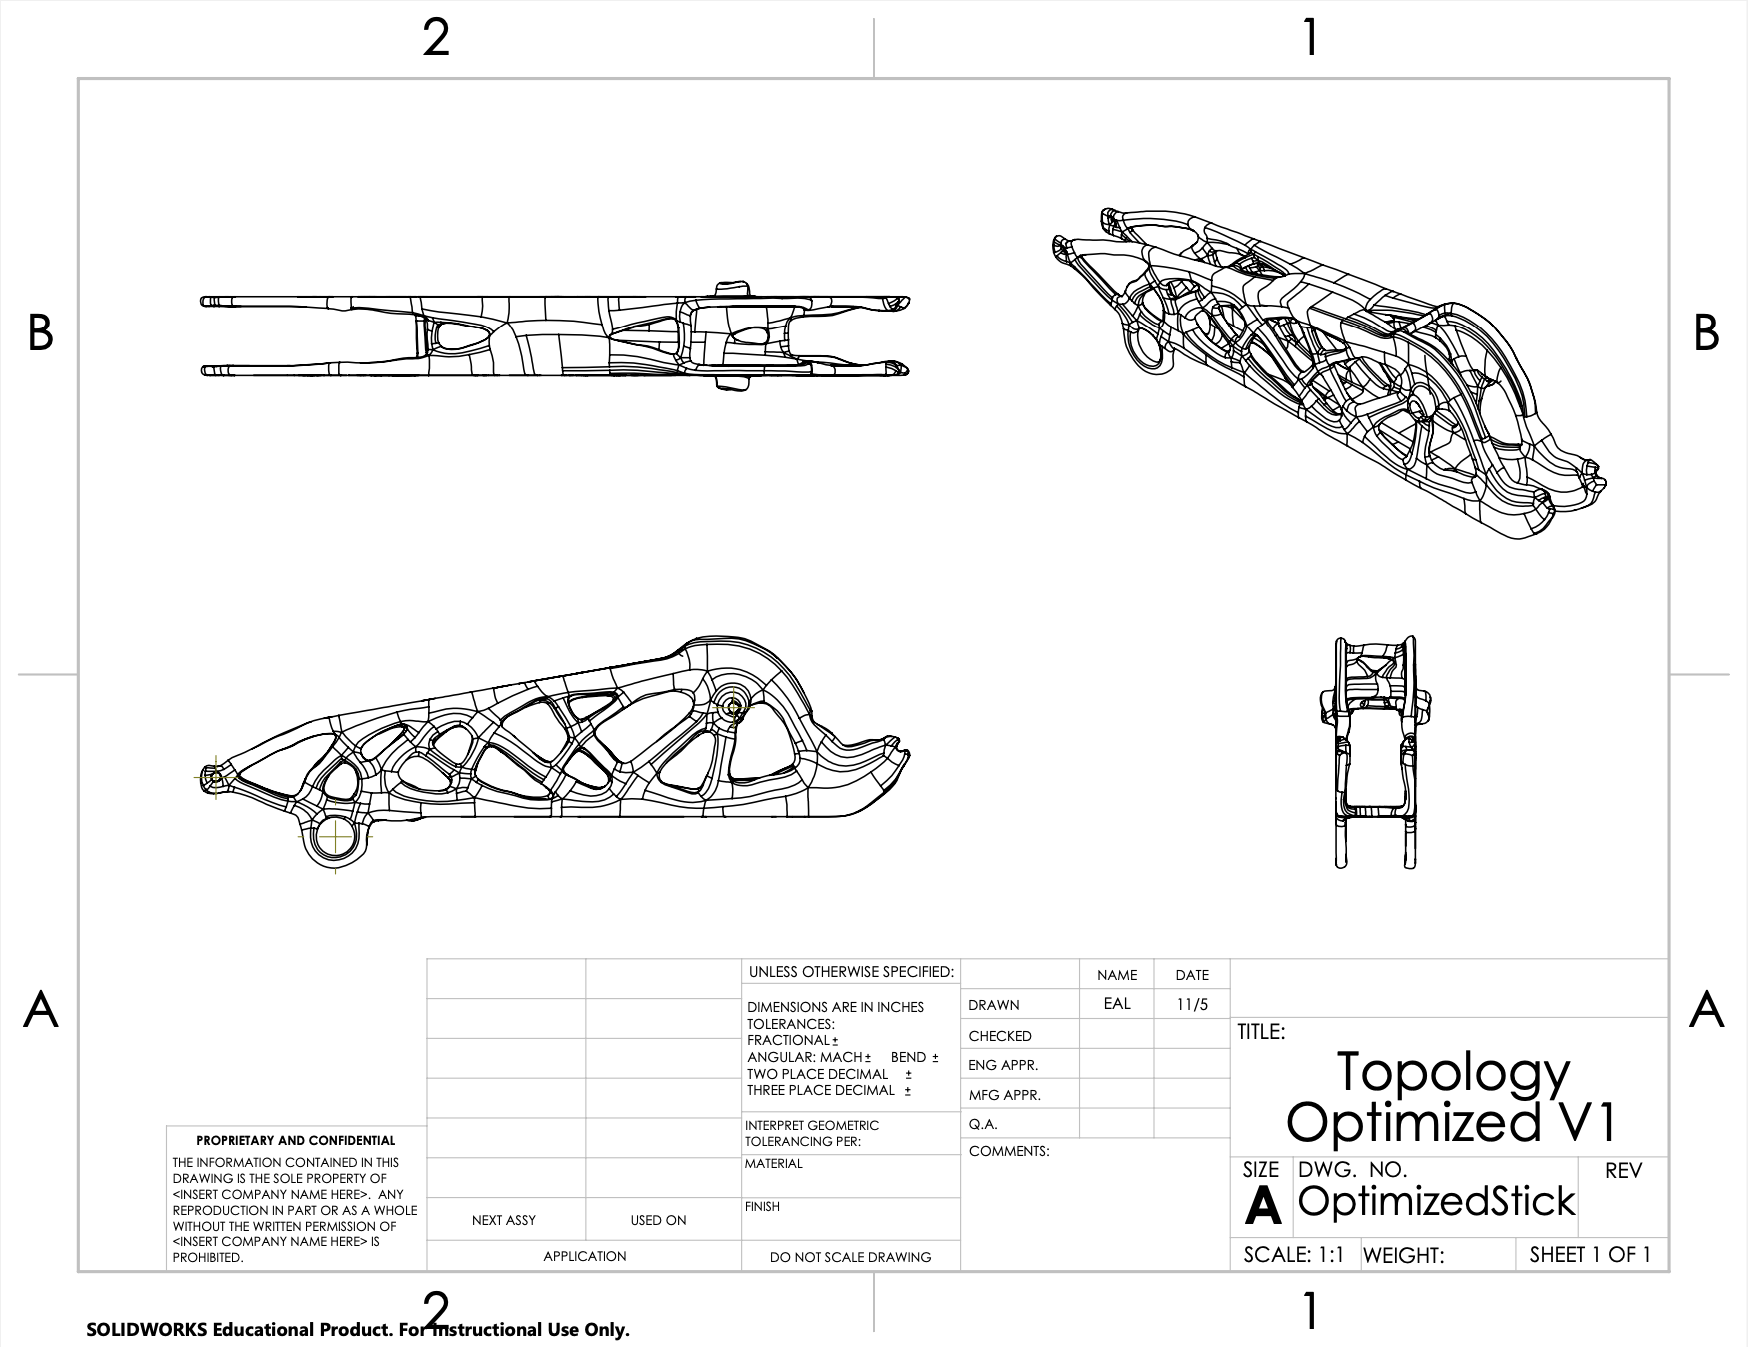 2
1
B
B
A
A
UNLESS OTHERWISE SPECIFIED:
DIMENSIONS ARE IN INCHES
TOLERANCES:
FRACTIONAL±
ANGULAR: MACH± BEND ±
TWO PLACE DECIMAL ±
THREE PLACE DECIMAL ±
INTERPRET GEOMETRIC
TOLERANCING PER:
MATERIAL
FINISH
DO NOT SCALE DRAWING
NAME DATE
DRAWN EAL 11/5
CHECKED
ENG APPR.
MFG APPR.
Q.A.
COMMENTS:
TITLE:
Topology
Optimized V1
SIZE DWG. NO. REV
A OptimizedStick
SCALE: 1:1 WEIGHT: SHEET 1 OF 1
PROPRIETARY AND CONFIDENTIAL
THE INFORMATION CONTAINED IN THIS
DRAWING IS THE SOLE PROPERTY OF
<INSERT COMPANY NAME HERE>. ANY
REPRODUCTION IN PART OR AS A WHOLE
WITHOUT THE WRITTEN PERMISSION OF
<INSERT COMPANY NAME HERE> IS
PROHIBITED.
NEXT ASSY USED ON
APPLICATION
2
1
SOLIDWORKS Educational Product. For Instructional Use Only.